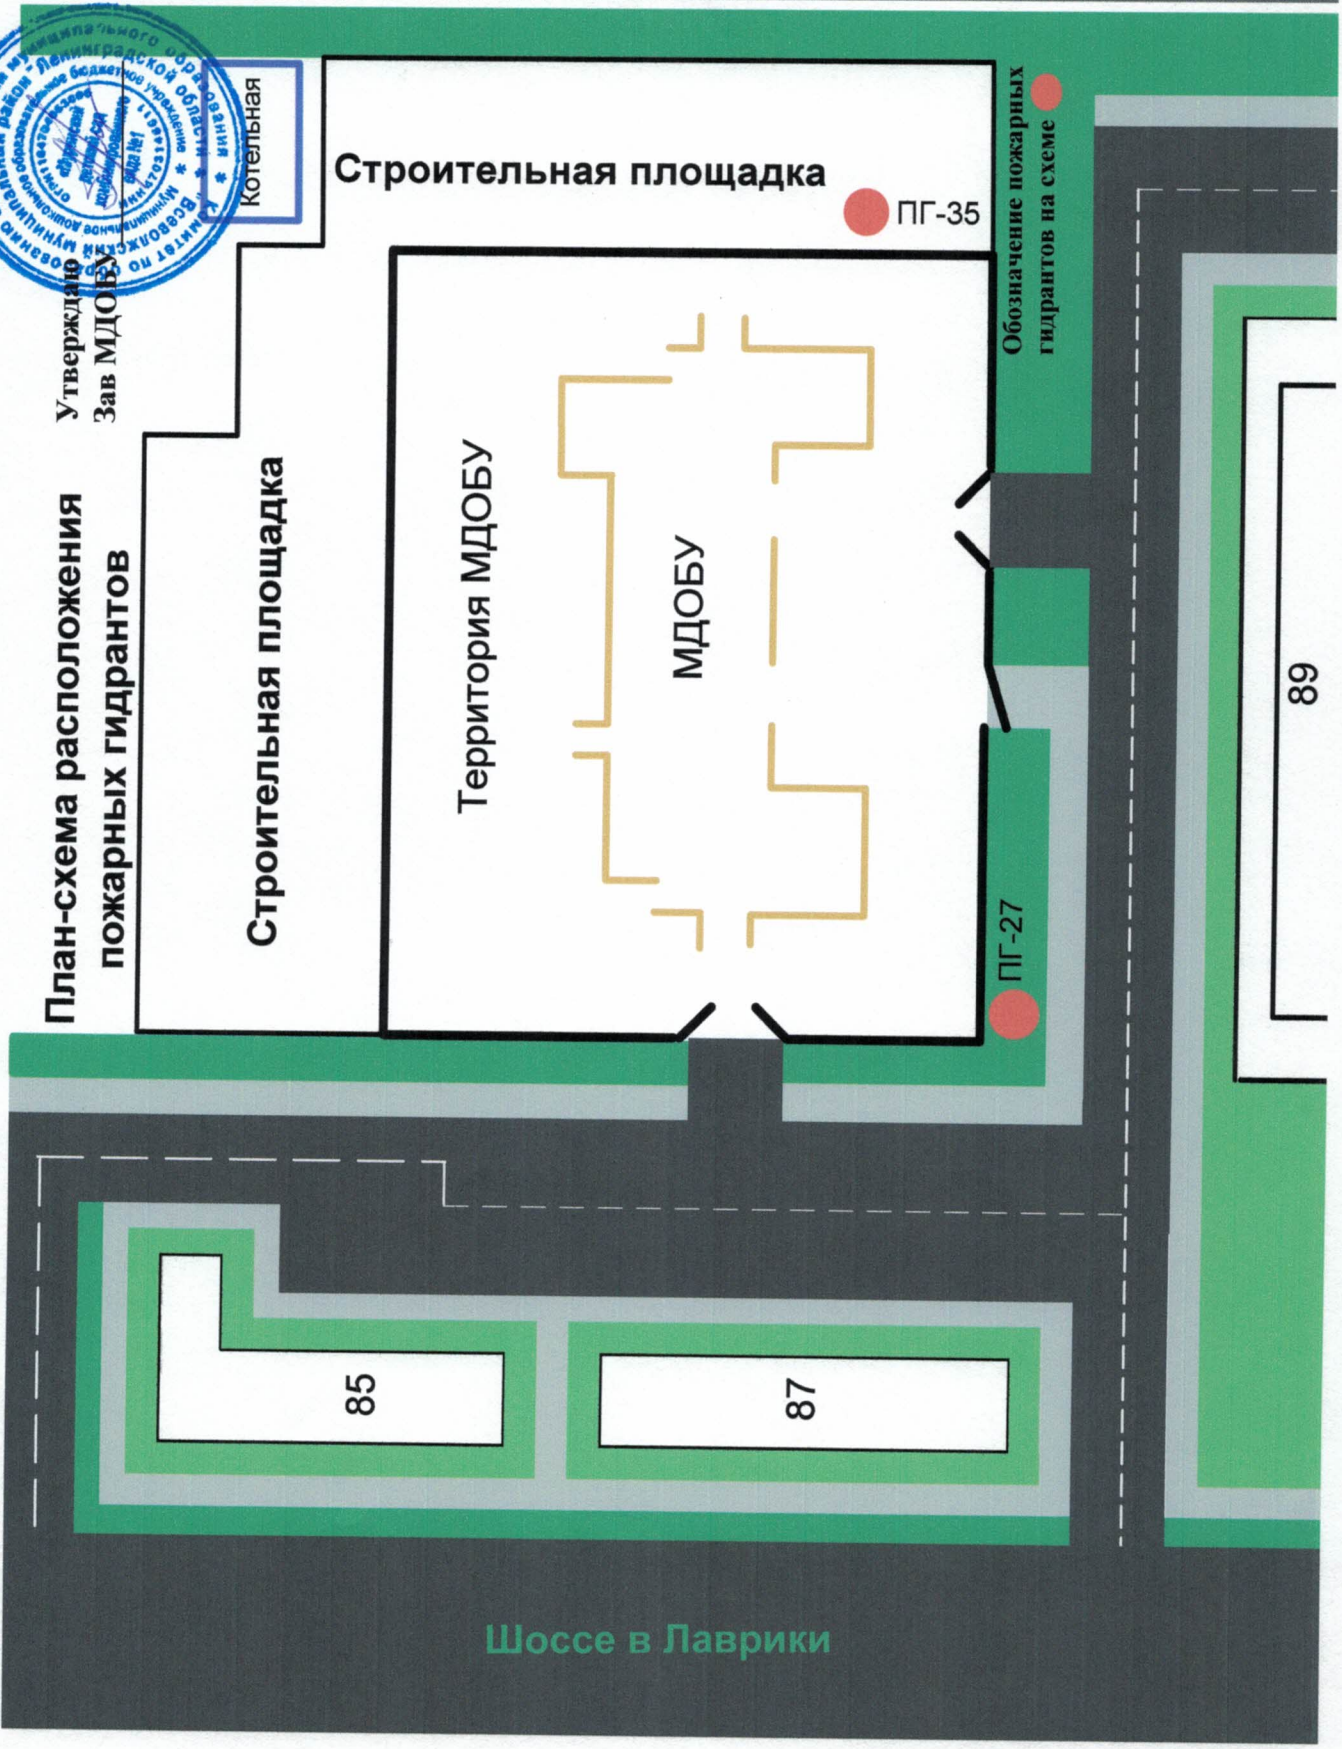 План-схема расположения
пожарных гидрантов
Утверждаю
Зав МДОБУ
Котельная
Строительная площадка
Строительная площадка
ПГ-35
Обозначение пожарных
гидрантов на схеме
Территория МДОБУ
МДОБУ
ПГ-27
85
87
89
Шоссе в Лаврики